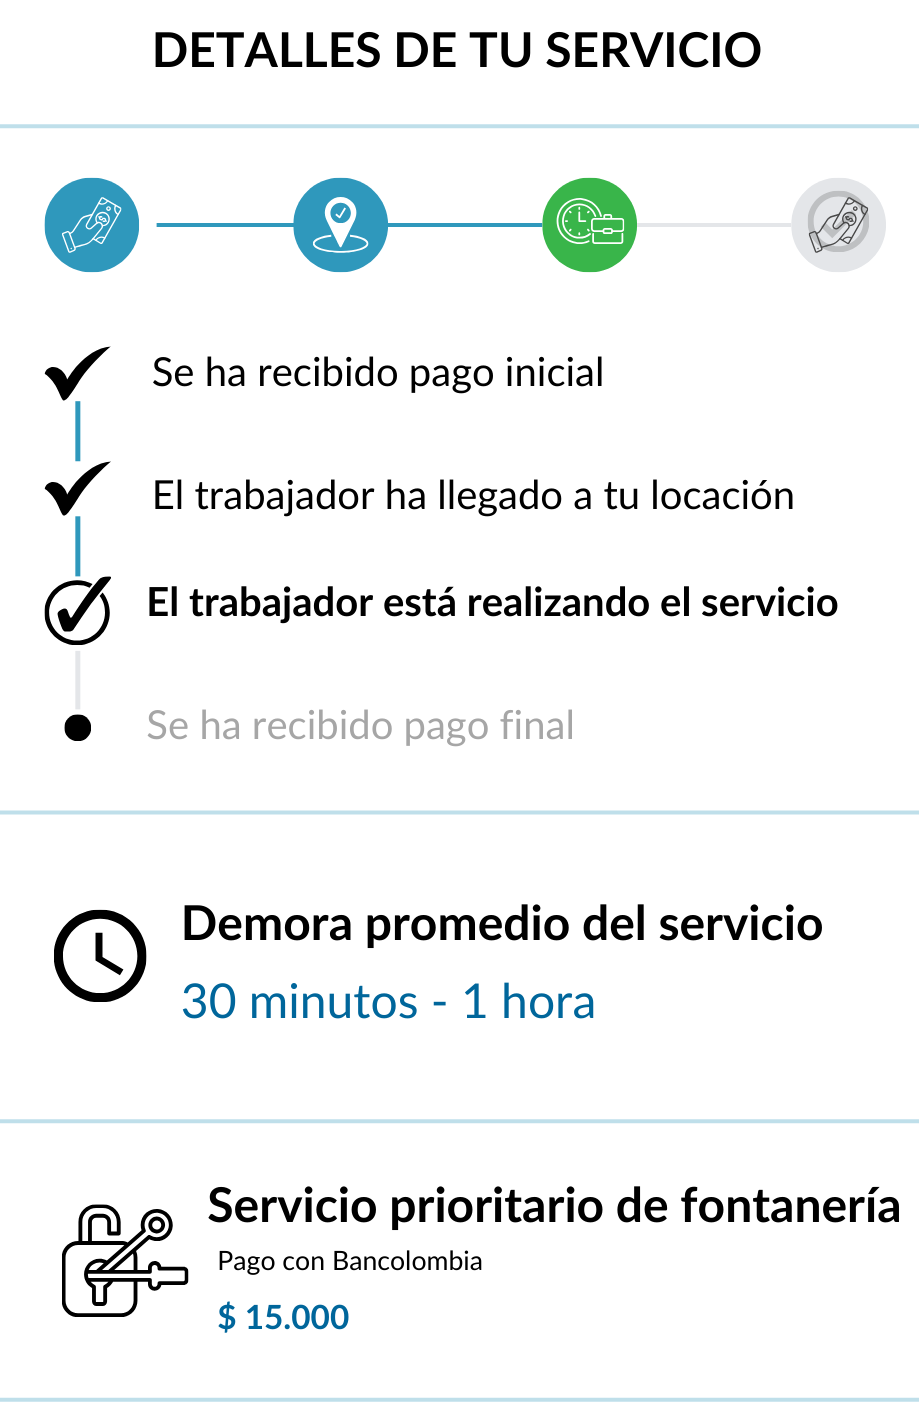 DETALLES DE TU SERVICIO
Se ha recibido pago inicial
El trabajador ha llegado a tu locación
El trabajador está realizando el servicio
Se ha recibido pago final
Demora promedio del servicio
30 minutos - 1 hora
Servicio prioritario de fontanería
Pago con Bancolombia
$ 15.000